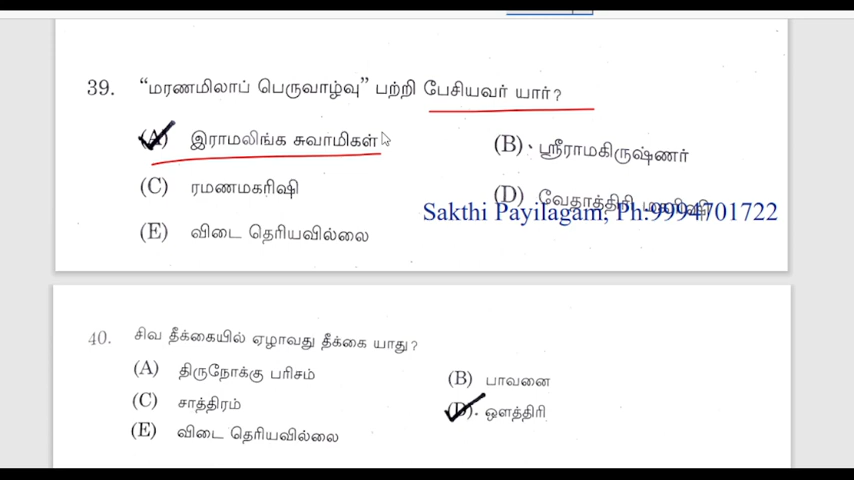 39. “மரணமிலாப் பெருவாழ்வு” பற்றி பேசியவர் யார்?
(A) இராமலிங்க சுவாமிகள்
(B) ஸ்ரீராமகிருஷ்ணர்
(C) ரமணமகரிஷி
(D) வேதாத்திரி
Sakthi Payilagam, Ph:9994701722
(E) விடை தெரியவில்லை
40. சிவ தீக்கையில் ஏழாவது தீக்கை யாது?
(A) திருநோக்கு பரிசம்
(B) பாவனை
(C) சாத்திரம்
(D) ஔத்திரி
(E) விடை தெரியவில்லை